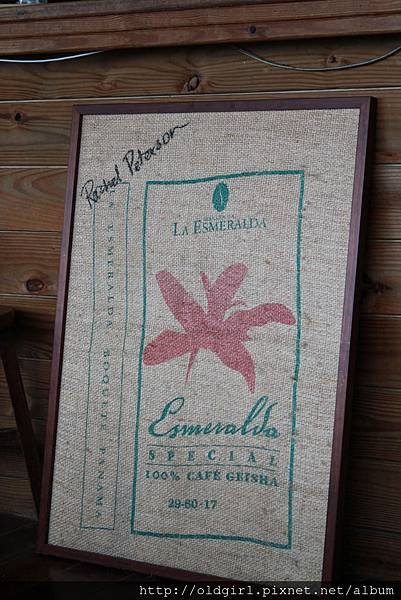 Rachel Peterson
LA ESMERALDA
Esmeralda
SPECIAL
100% CAFÉ GEISHA
29-60-17
ESMERALDA BOQUETE PANAMA
http://oldgirl.pixnet.net/album